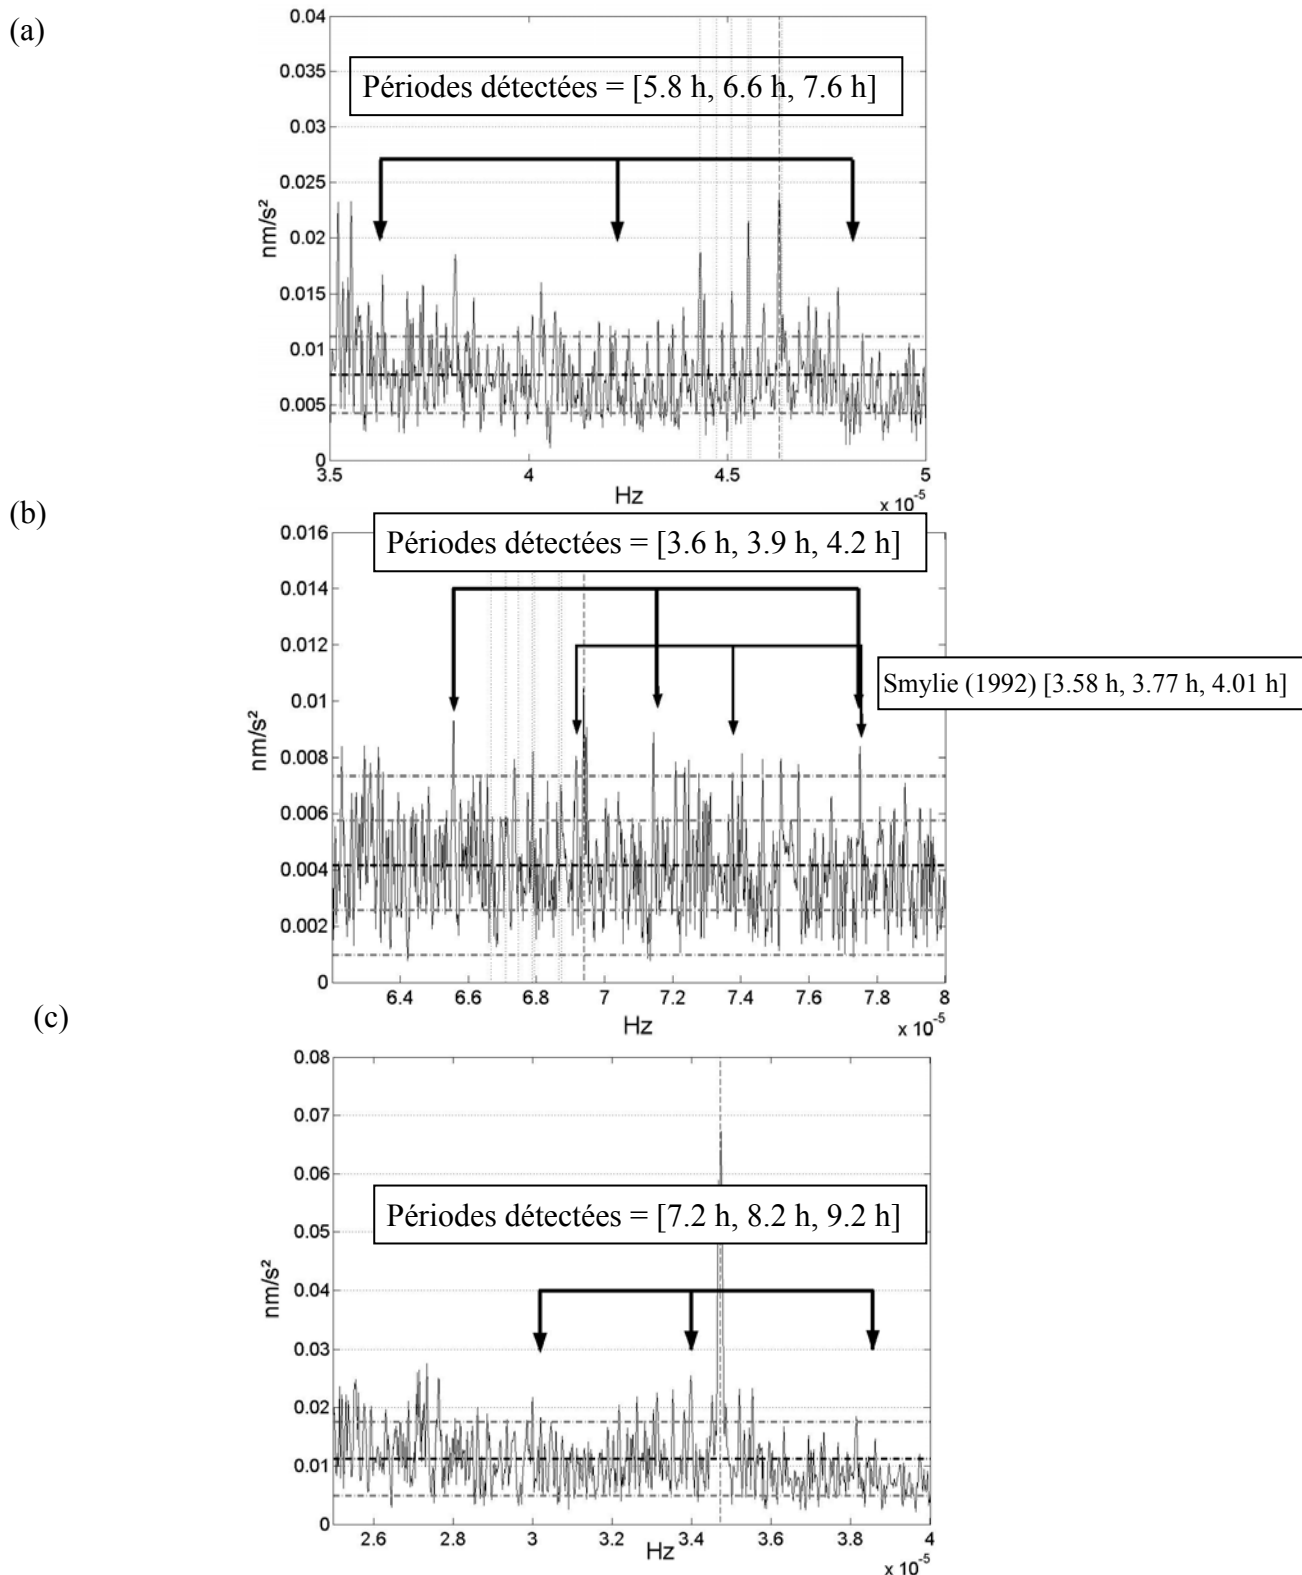 (a)
0.04
0.035
Périodes détectées = [5.8 h, 6.6 h, 7.6 h]
0.03
0.025
0.02
nm/s²
0.015
0.01
0.005
0
3.5 4 4.5 5
Hz
x 10⁻⁵
(b)
0.016
Périodes détectées = [3.6 h, 3.9 h, 4.2 h]
0.014
0.012
Smylie (1992) [3.58 h, 3.77 h, 4.01 h]
0.01
nm/s²
0.008
0.006
0.004
0.002
0
6.4 6.6 6.8 7 7.2 7.4 7.6 7.8 8
Hz
x 10⁻⁵
(c)
0.08
0.07
0.06
Périodes détectées = [7.2 h, 8.2 h, 9.2 h]
0.05
nm/s²
0.04
0.03
0.02
0.01
0
2.6 2.8 3 3.2 3.4 3.6 3.8 4
Hz
x 10⁻⁵